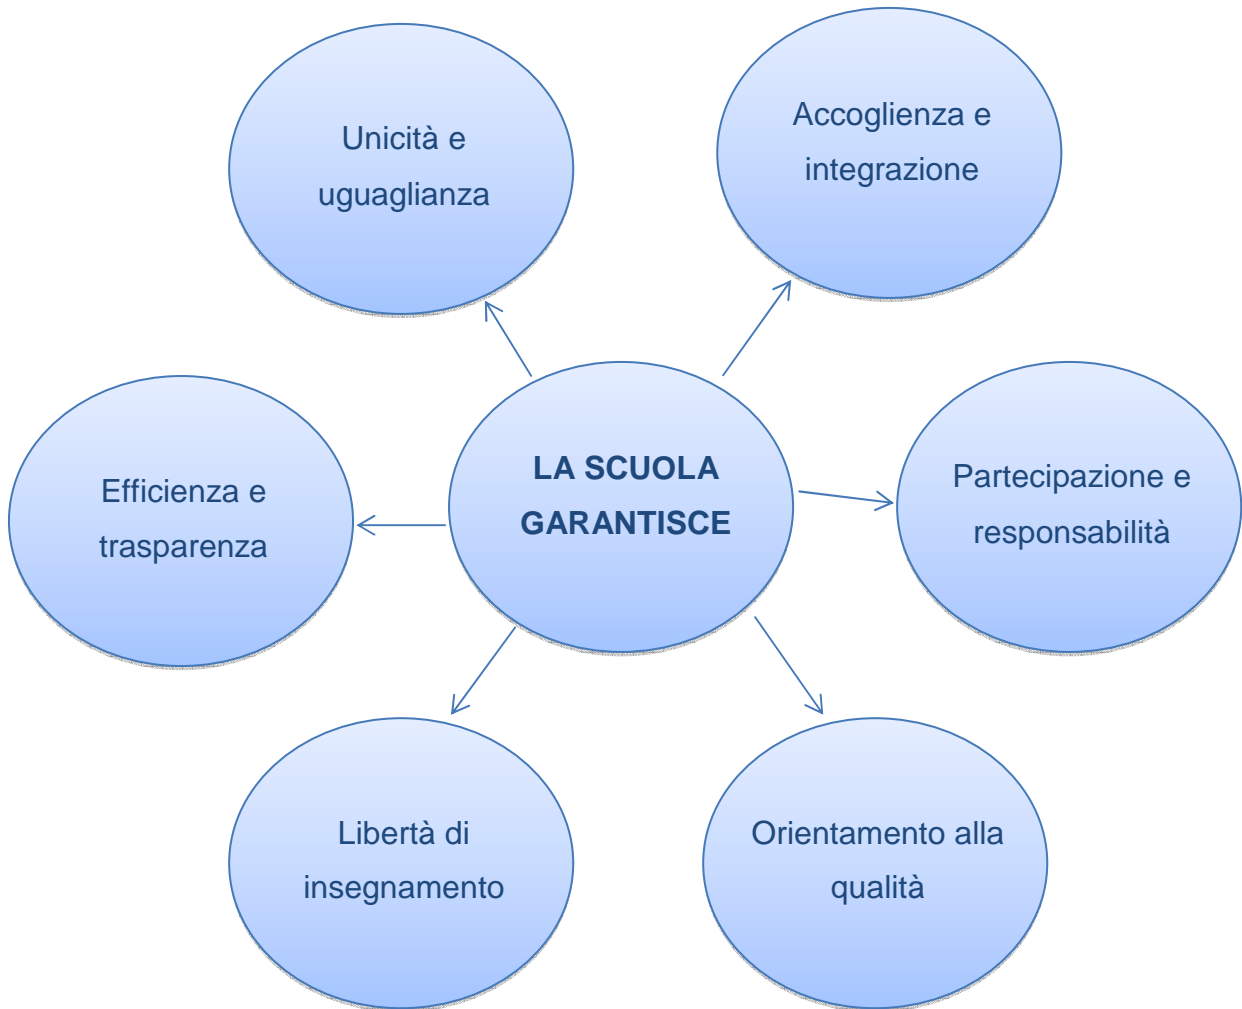 Unicità e
uguaglianza
Accoglienza e
integrazione
LA SCUOLA
GARANTISCE
Efficienza e
trasparenza
Partecipazione e
responsabilità
Libertà di
insegnamento
Orientamento alla
qualità